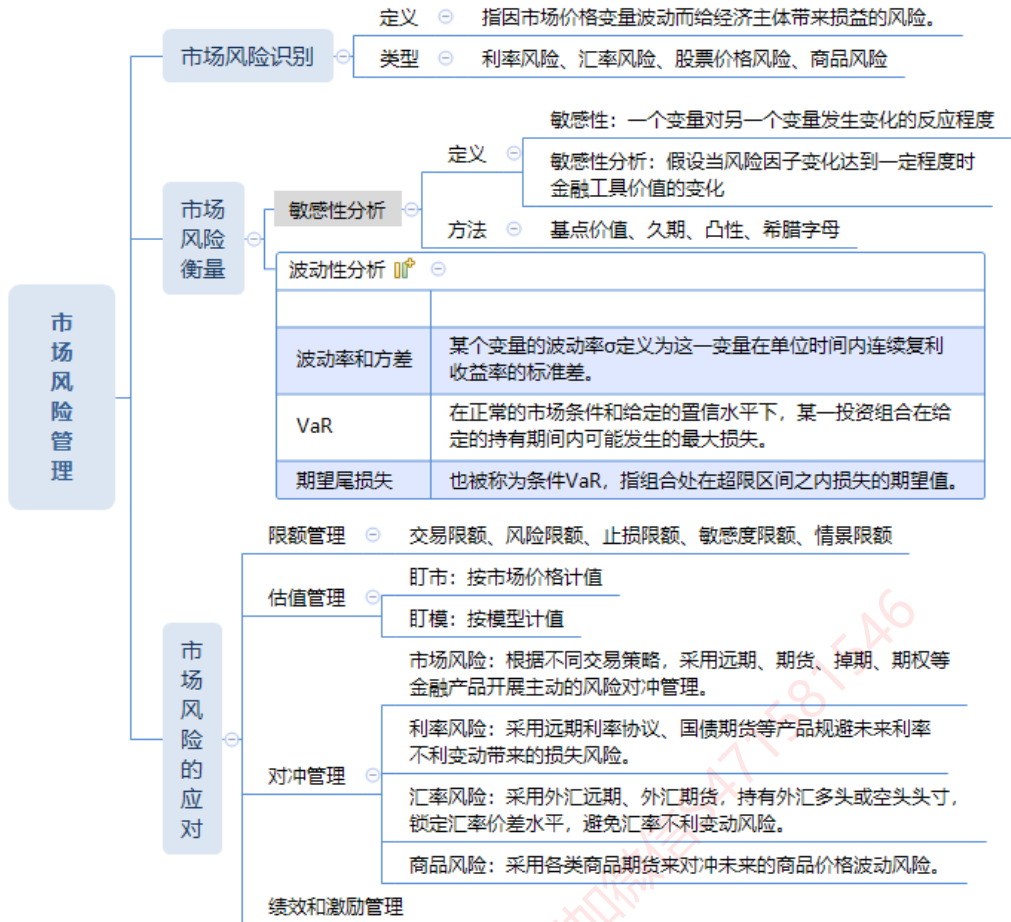 市场风险管理
市场风险识别
定义
指因市场价格变量波动而给经济主体带来损益的风险。
类型
利率风险、汇率风险、股票价格风险、商品风险
市场
风险
衡量
敏感性分析
定义
敏感性：一个变量对另一个变量发生变化的反应程度
敏感性分析：假设当风险因子变化达到一定程度时
金融工具价值的变化
方法
基点价值、久期、凸性、希腊字母
波动性分析
波动率和方差
某个变量的波动率σ定义为这一变量在单位时间内连续复利
收益率的标准差。
VaR
在正常的市场条件和给定的置信水平下，某一投资组合在给
定的持有期间内可能发生的最大损失。
期望尾损失
也被称为条件VaR，指组合处在超限区间之内损失的期望值。
市场风险的应对
限额管理
交易限额、风险限额、止损限额、敏感度限额、情景限额
估值管理
盯市：按市场价格计值
盯模：按模型计值
对冲管理
市场风险：根据不同交易策略，采用远期、期货、掉期、期权等
金融产品开展主动的风险对冲管理。
利率风险：采用远期利率协议、国债期货等产品规避未来利率
不利变动带来的损失风险。
汇率风险：采用外汇远期、外汇期货，持有外汇多头或空头头寸，
锁定汇率价差水平，避免汇率不利变动风险。
商品风险：采用各类商品期货来对冲未来的商品价格波动风险。
绩效和激励管理